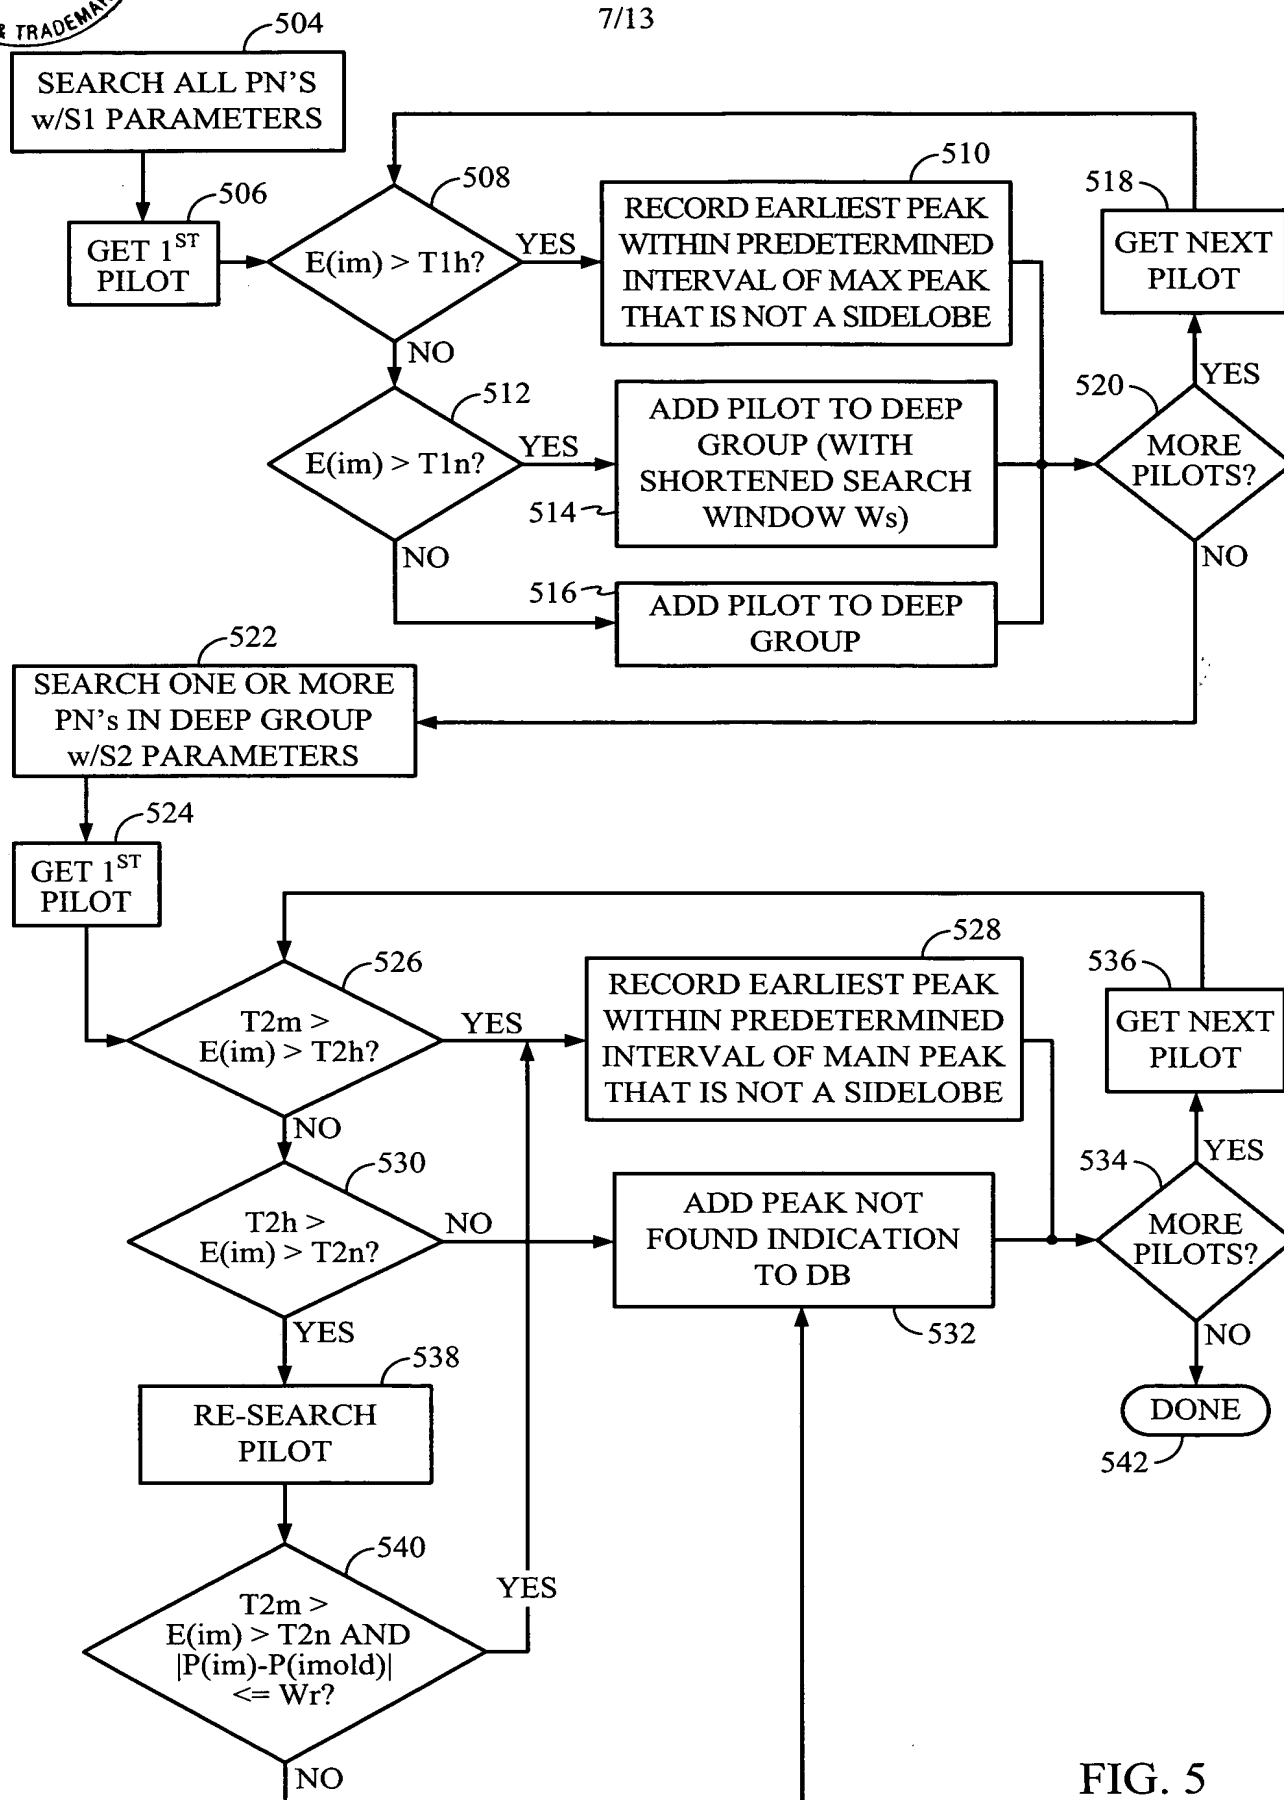 & TRADEMAR
7/13
504
SEARCH ALL PN'S
w/S1 PARAMETERS
506
GET 1ST
PILOT
508
E(im) > T1h?
YES
NO
510
RECORD EARLIEST PEAK
WITHIN PREDETERMINED
INTERVAL OF MAX PEAK
THAT IS NOT A SIDELOBE
518
GET NEXT
PILOT
512
E(im) > T1n?
YES
NO
ADD PILOT TO DEEP
GROUP (WITH
SHORTENED SEARCH
WINDOW Ws)
514
520
YES
MORE
PILOTS?
NO
516
ADD PILOT TO DEEP
GROUP
522
SEARCH ONE OR MORE
PN's IN DEEP GROUP
w/S2 PARAMETERS
524
GET 1ST
PILOT
526
T2m >
E(im) > T2h?
YES
NO
528
RECORD EARLIEST PEAK
WITHIN PREDETERMINED
INTERVAL OF MAIN PEAK
THAT IS NOT A SIDELOBE
536
GET NEXT
PILOT
530
T2h >
E(im) > T2n?
NO
YES
ADD PEAK NOT
FOUND INDICATION
TO DB
532
534
YES
MORE
PILOTS?
NO
DONE
542
538
RE-SEARCH
PILOT
540
T2m >
E(im) > T2n AND
|P(im)-P(imold)|
<= Wr?
YES
NO
FIG. 5